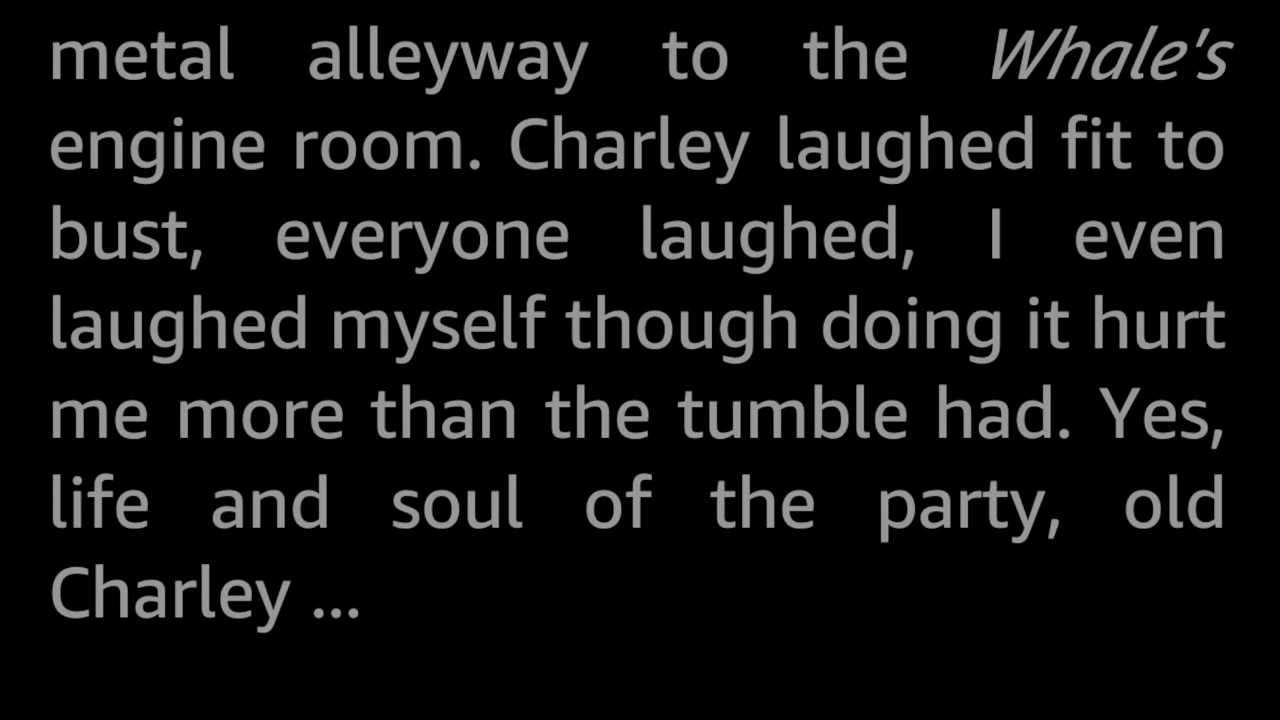 metal alleyway to the Whale's
engine room. Charley laughed fit to
bust, everyone laughed, I even
laughed myself though doing it hurt
me more than the tumble had. Yes,
life and soul of the party, old
Charley ...